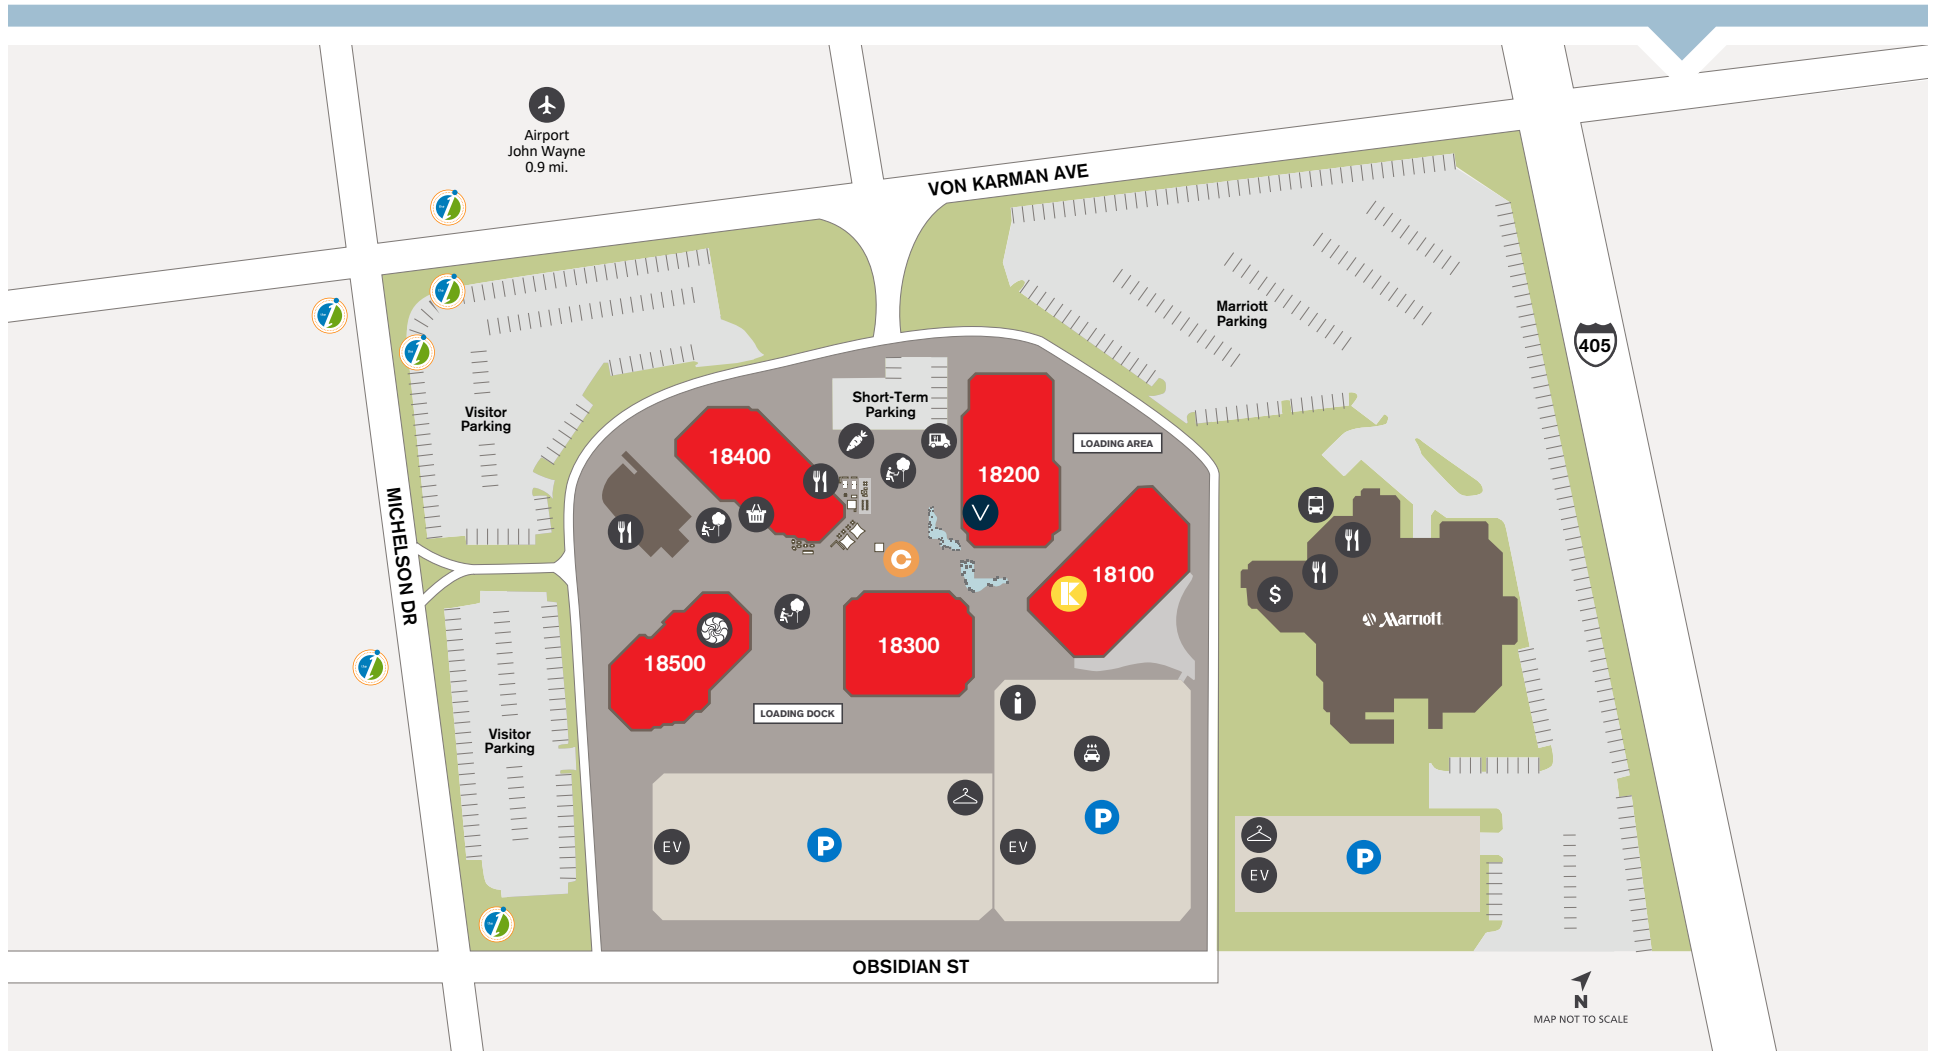 Airport
John Wayne
0.9 mi.
VON KARMAN AVE
Marriott
Parking
405
Visitor
Parking
Short-Term
Parking
LOADING AREA
18400
18200
V
MICHELSON DR
C
18100
K
$
Marriott
18300
18500
i
LOADING DOCK
Visitor
Parking
P
EV
P
EV
EV
P
OBSIDIAN ST
N
MAP NOT TO SCALE